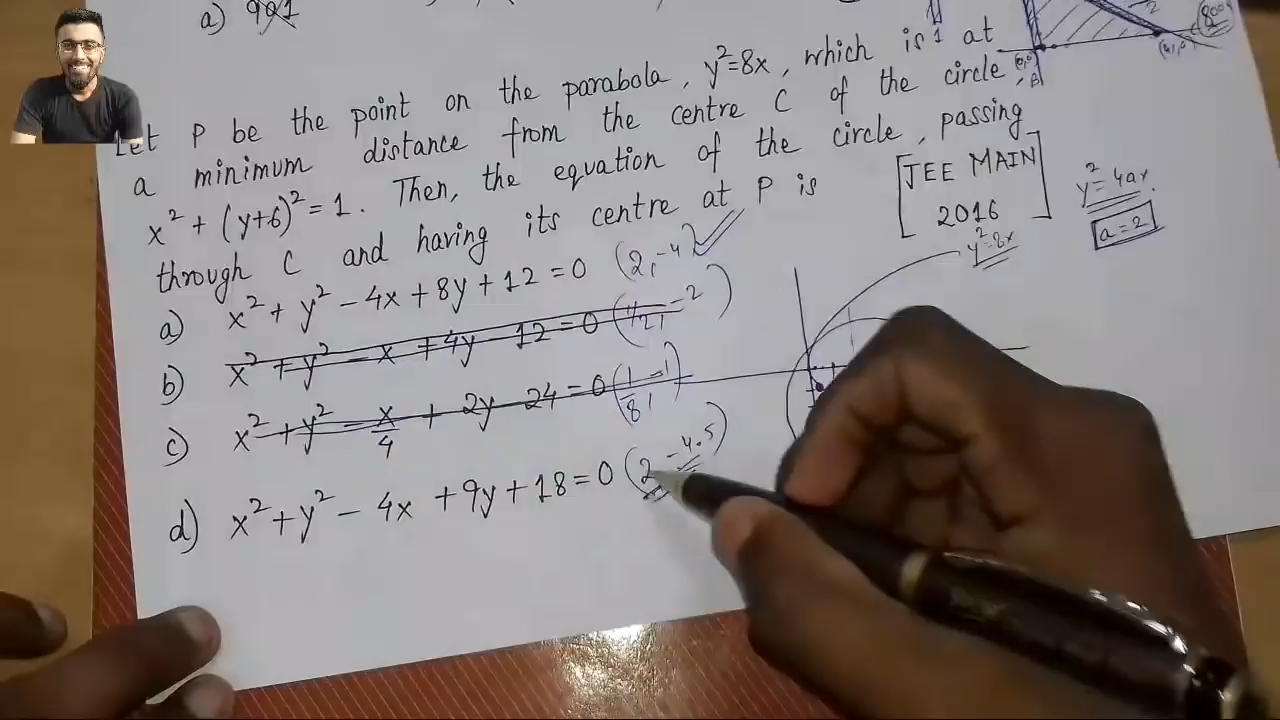 a) 901
Let P be the point on the parabola, y²=8x, which is at
a minimum distance from the centre C of the circle,
x² + (y+6)² = 1. Then, the equation of the circle, passing
through C and having its centre at P is
[JEE MAIN
2016]
y² = 4ax.
a = 2
y²=8x
a) x² + y² - 4x + 8y + 12 = 0 (2, -4)
b) x² + y² - x + 4y - 12 = 0 (1/2, -2)
c) x² + y² - x/4 + 2y - 24 = 0 (1/8, -1)
d) x² + y² - 4x + 9y + 18 = 0 (2, -4.5)